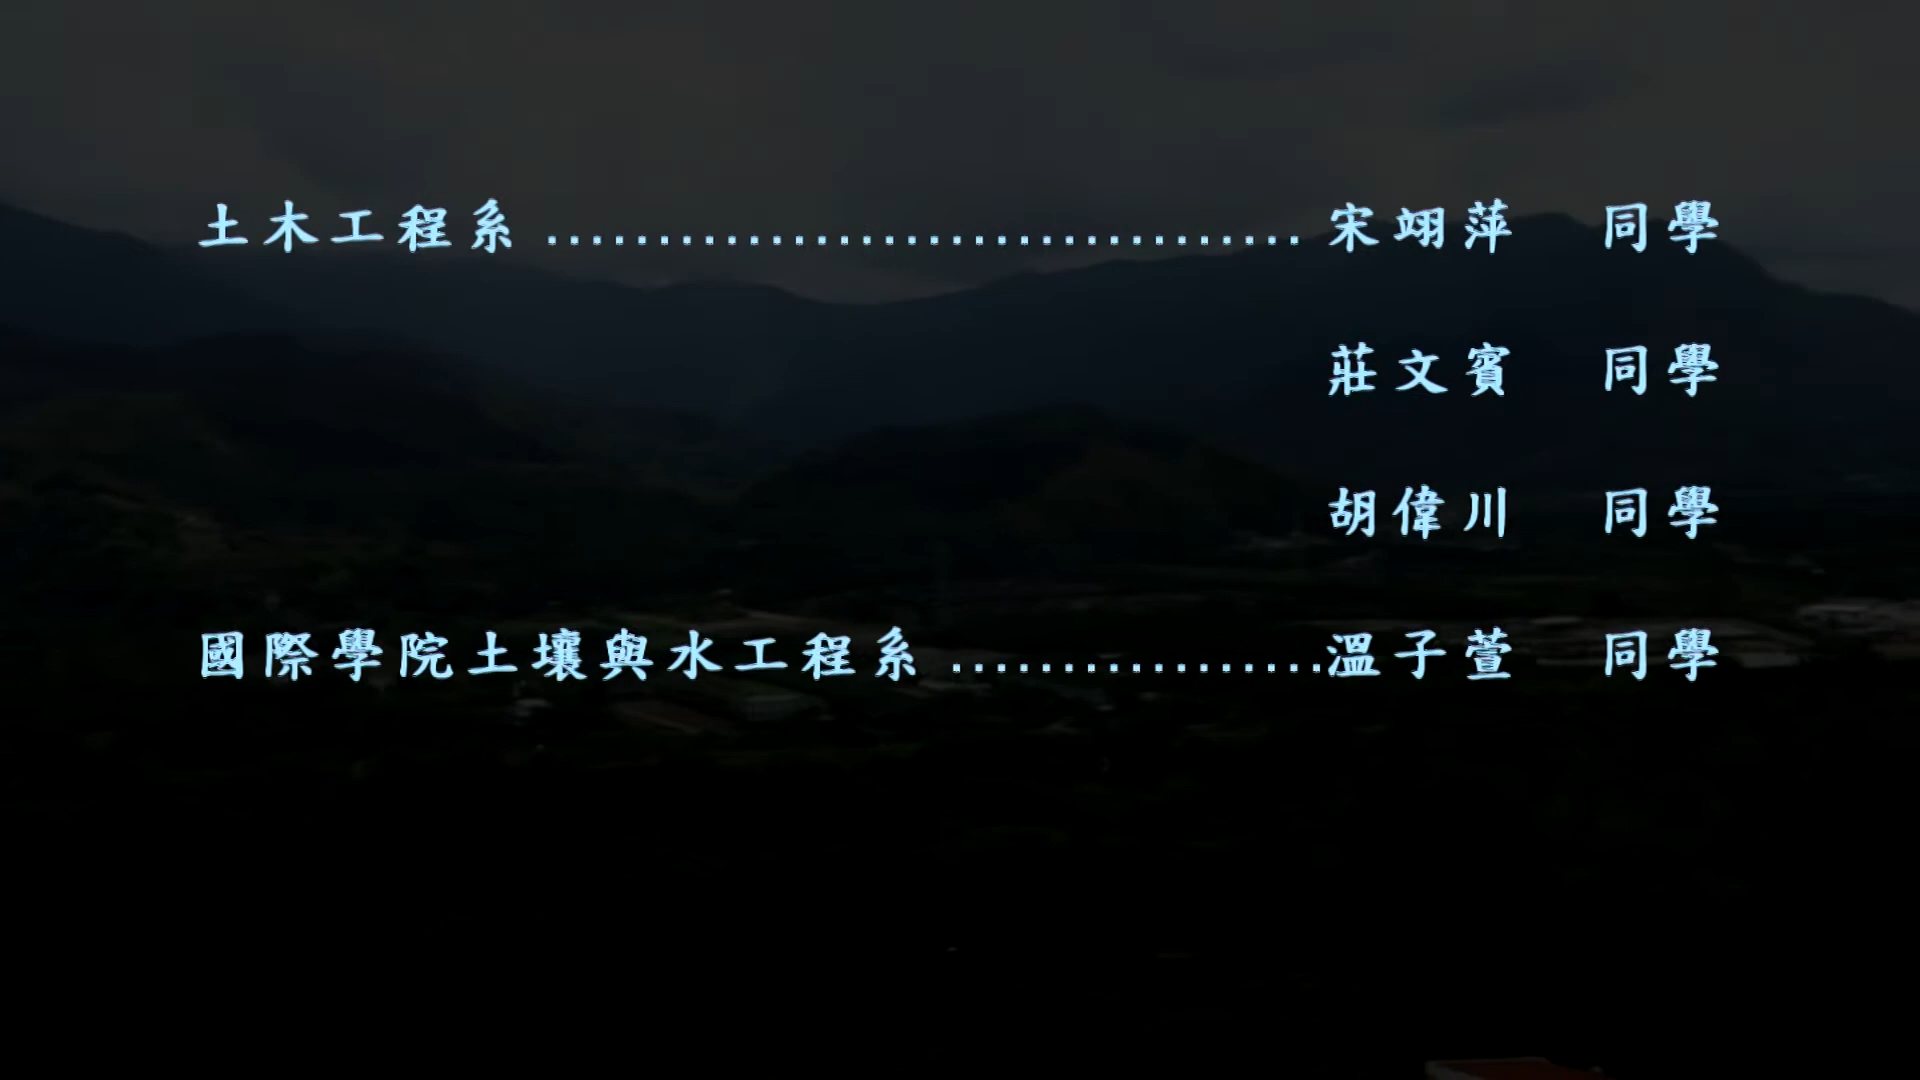 土木工程系 .................................. 宋翊萍 同學
莊文賓 同學
胡偉川 同學
國際學院土壤與水工程系 .................溫子萱 同學